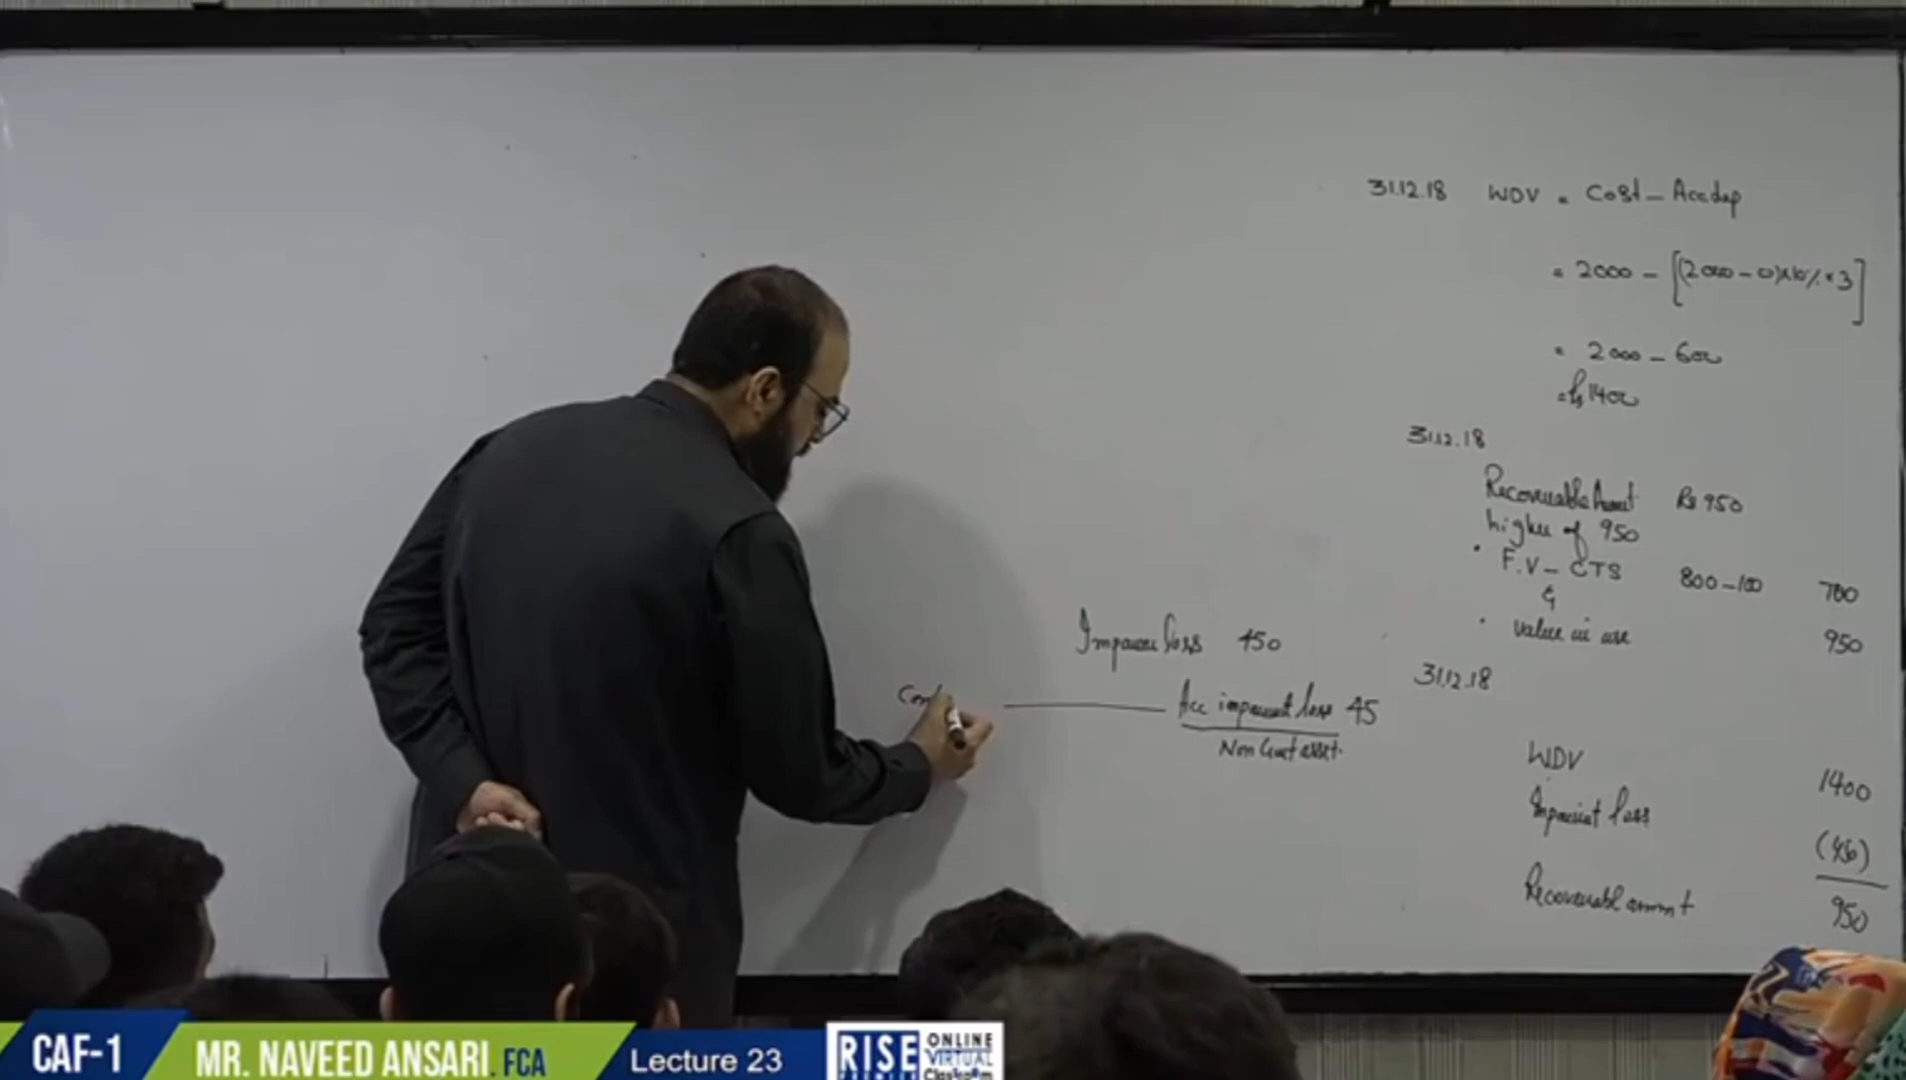 31.12.18 WDV = Cost - Acc dep
= 2000 - [(2000 - 0) x 10% x 3]
= 2000 - 600
= Rs 1400
31.12.18
Recoverable Amount Rs 950
higher of 950
• F.V - CTS 800-100 700
&
• Value in use 950
Impairment loss 450
31.12.18
Acc impairment loss 45
Non Current asset.
WDV 1400
Impairment loss (450)
Recoverable amount 950
CAF-1
MR. NAVEED ANSARI. FCA
Lecture 23
RISE
PREMIER
ONLINE
VIRTUAL
Classroom